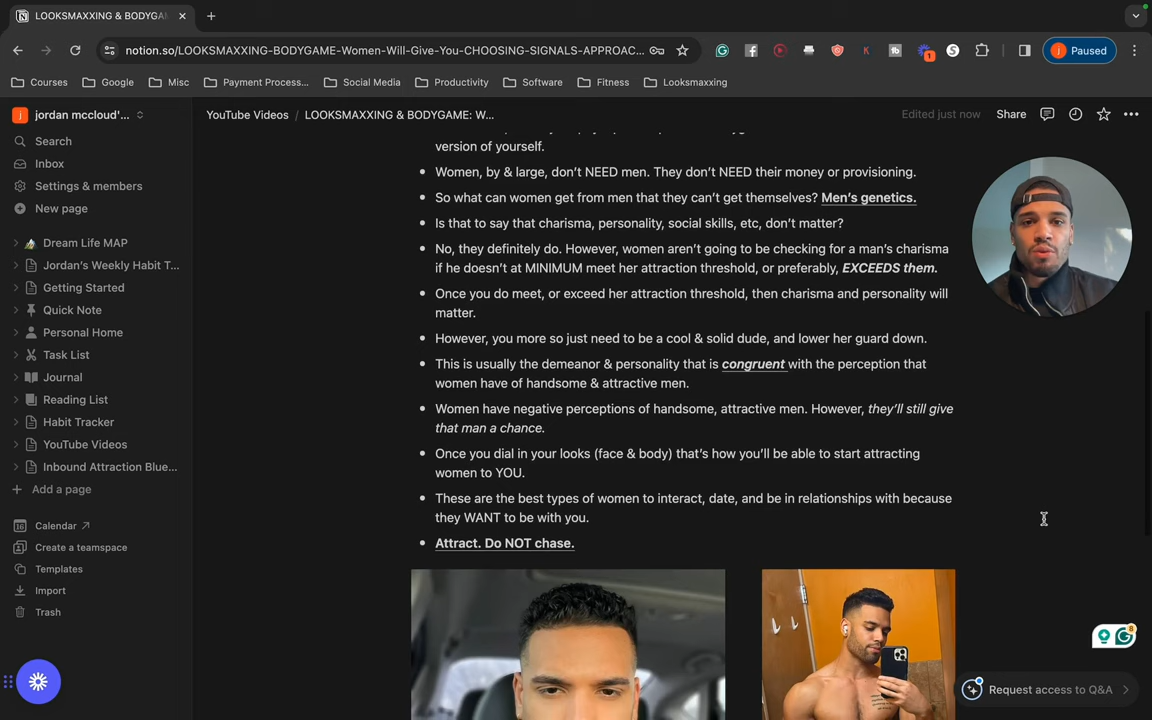 LOOKSMAXXING & BODYGA
notion.so/LOOKSMAXXING-BODYGAME-Women-Will-Give-You-CHOOSING-SIGNALS-APPROAC...
1
K
S
j
Paused
Courses
Google
Misc
Payment Process...
Social Media
Productivity
Software
Fitness
Looksmaxxing
j
jordan mccloud'...
YouTube Videos / LOOKSMAXXING & BODYGAME: W...
Edited just now
Share
Search
Inbox
Settings & members
New page
Dream Life MAP
Jordan's Weekly Habit T...
Getting Started
Quick Note
Personal Home
Task List
Journal
Reading List
Habit Tracker
YouTube Videos
Inbound Attraction Blue...
Add a page
16 Calendar ↗
Create a teamspace
Templates
Import
Trash
version of yourself.
• Women, by & large, don't NEED men. They don't NEED their money or provisioning.
• So what can women get from men that they can't get themselves? Men's genetics.
• Is that to say that charisma, personality, social skills, etc, don't matter?
• No, they definitely do. However, women aren't going to be checking for a man's charisma
if he doesn't at MINIMUM meet her attraction threshold, or preferably, EXCEEDS them.
• Once you do meet, or exceed her attraction threshold, then charisma and personality will
matter.
• However, you more so just need to be a cool & solid dude, and lower her guard down.
• This is usually the demeanor & personality that is congruent with the perception that
women have of handsome & attractive men.
• Women have negative perceptions of handsome, attractive men. However, they'll still give
that man a chance.
• Once you dial in your looks (face & body) that's how you'll be able to start attracting
women to YOU.
• These are the best types of women to interact, date, and be in relationships with because
they WANT to be with you.
• Attract. Do NOT chase.
8
Request access to Q&A